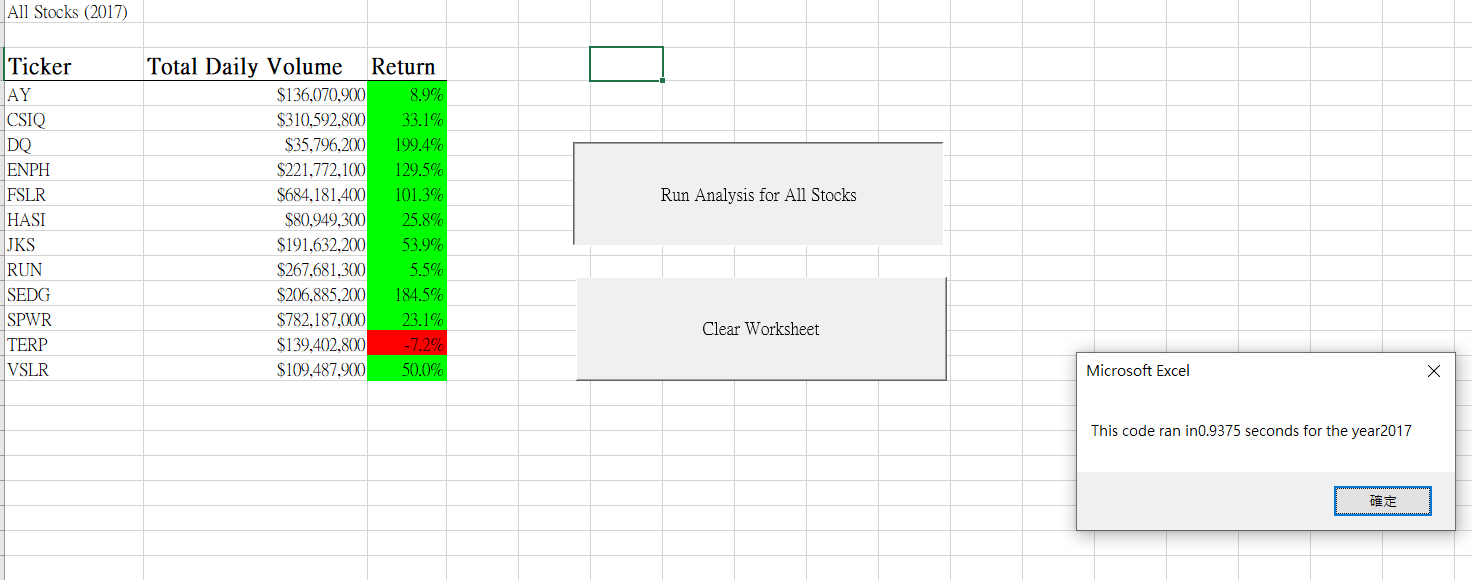 All Stocks (2017)
Ticker Total Daily Volume Return
AY $136,070,900 8.9%
CSIQ $310,592,800 33.1%
DQ $35,796,200 199.4%
ENPH $221,772,100 129.5%
FSLR $684,181,400 101.3%
HASI $80,949,300 25.8%
JKS $191,632,200 53.9%
RUN $267,681,300 5.5%
SEDG $206,885,200 184.5%
SPWR $782,187,000 23.1%
TERP $139,402,800 -7.2%
VSLR $109,487,900 50.0%
Run Analysis for All Stocks
Clear Worksheet
Microsoft Excel
This code ran in0.9375 seconds for the year2017
確定